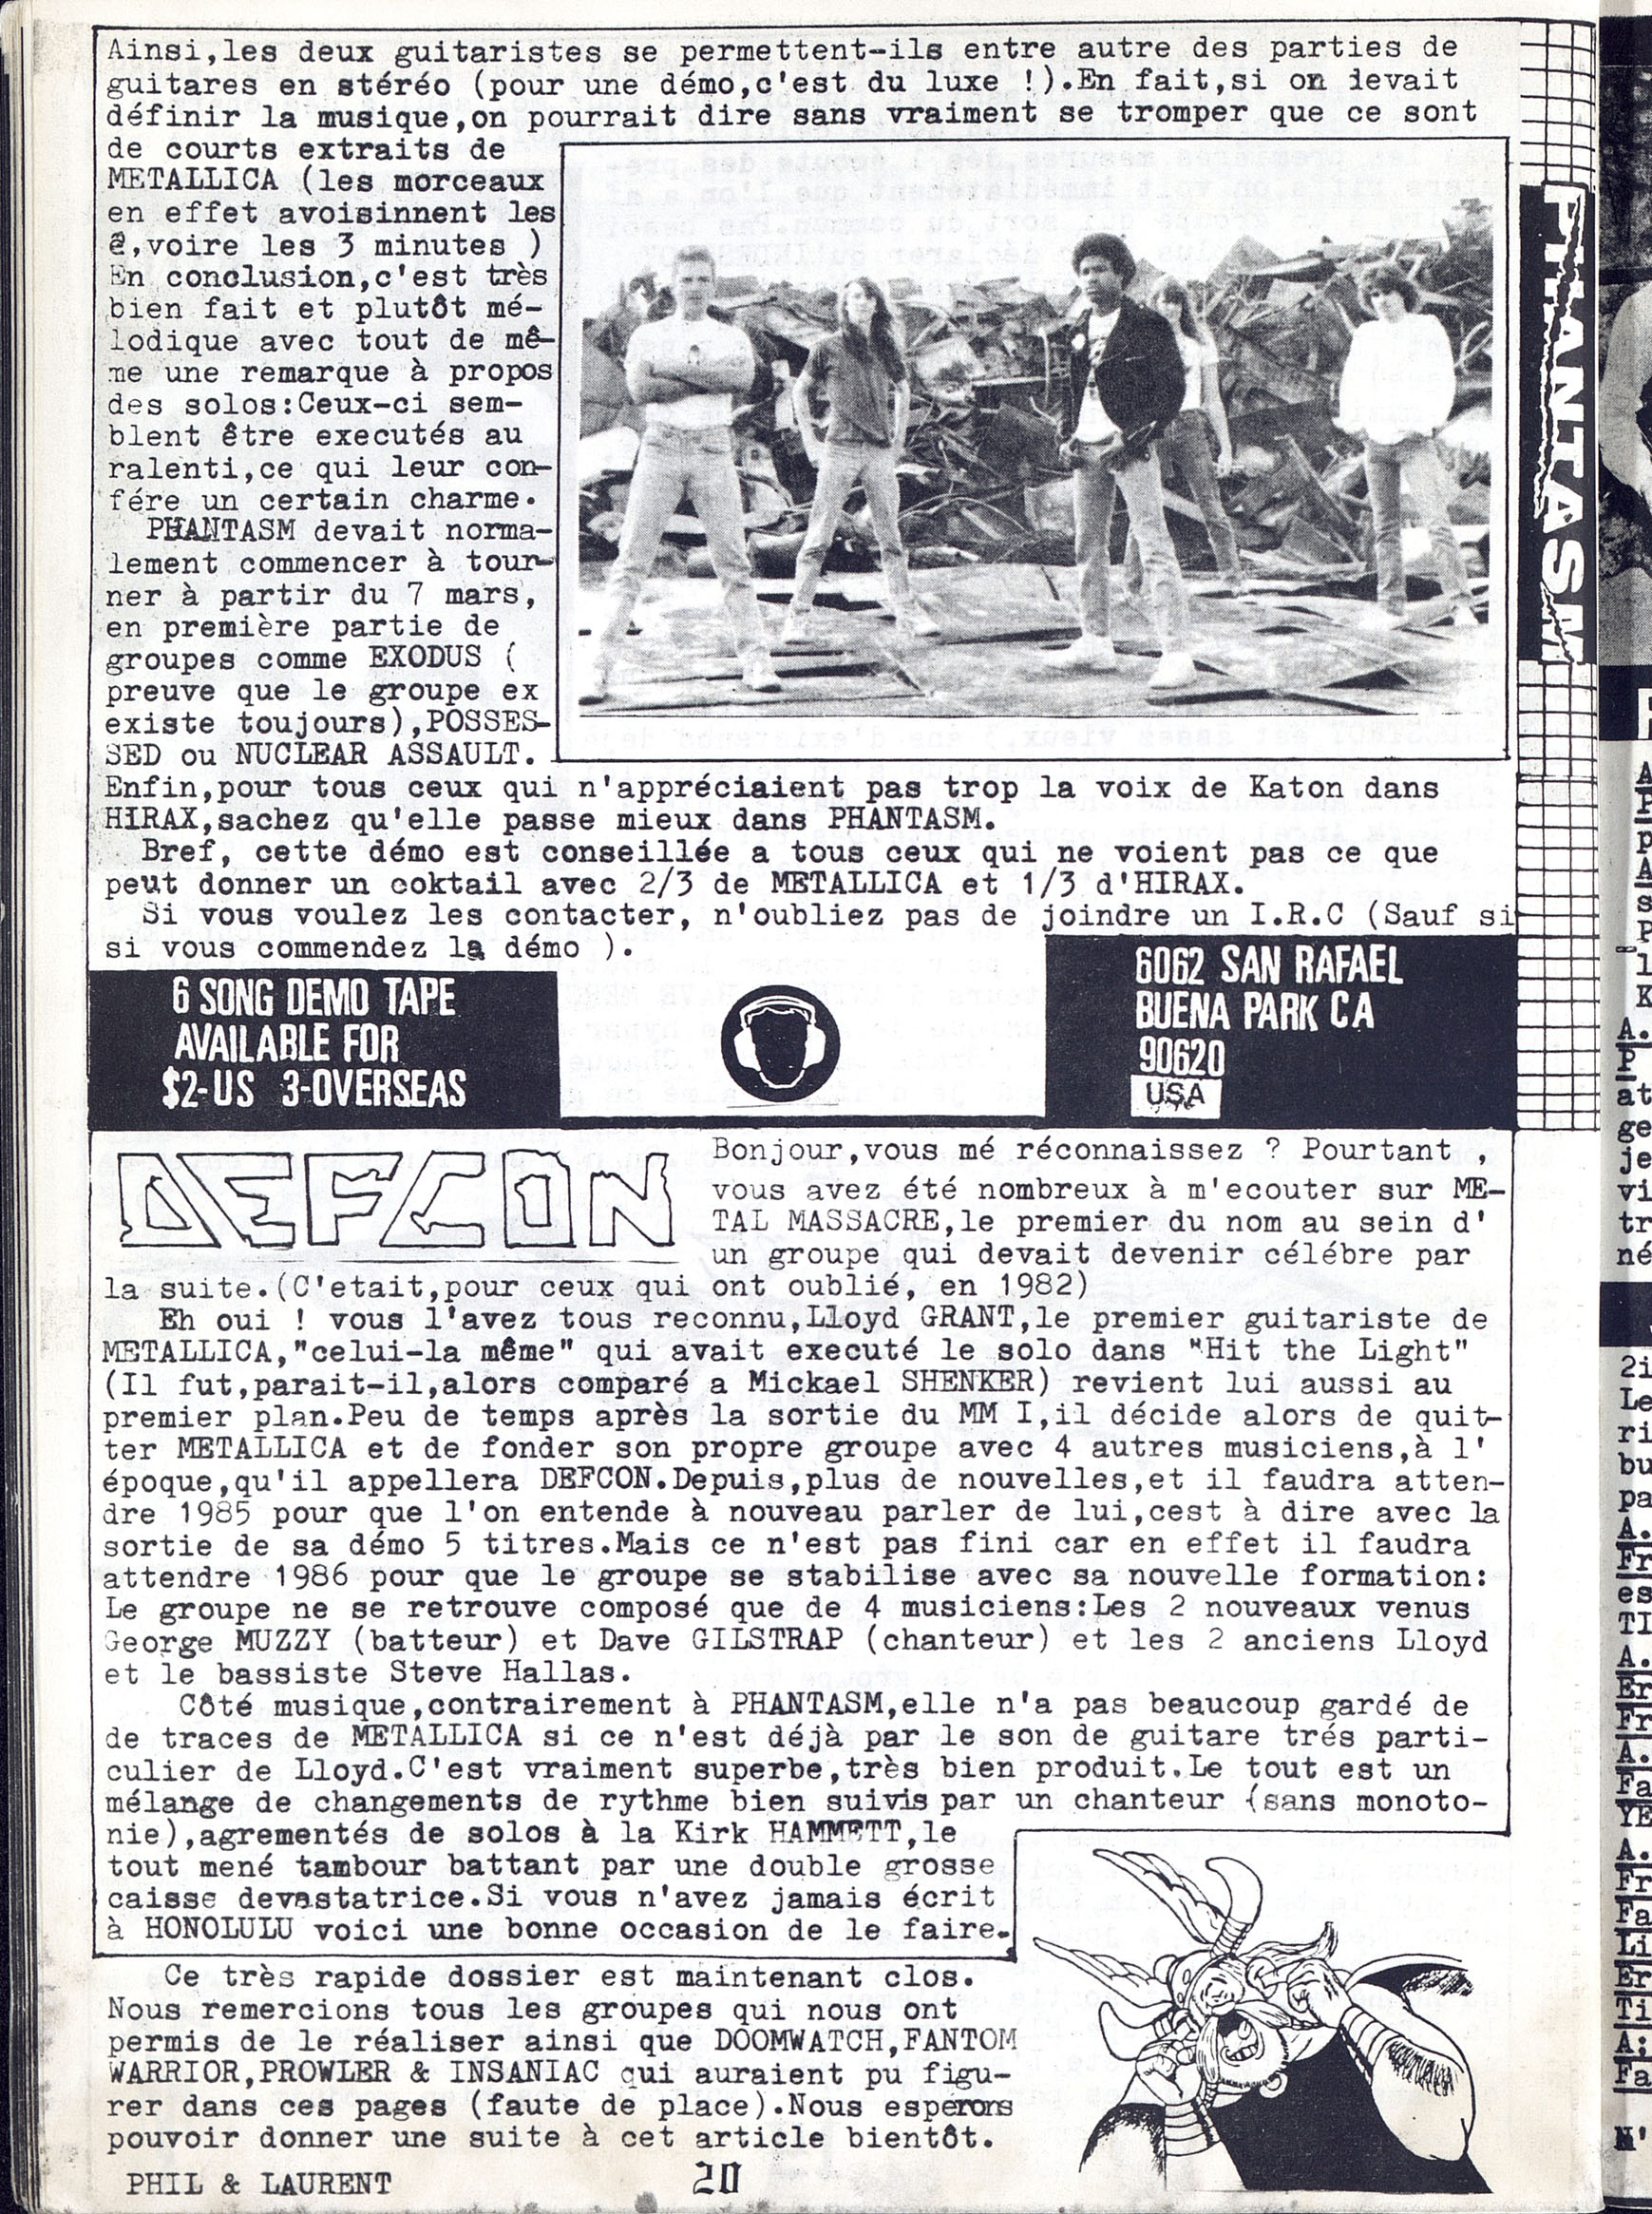 Ainsi,les deux guitaristes se permettent-ils entre autre des parties de
guitares en stéréo (pour une démo,c'est du luxe !).En fait,si on devait
définir la musique,on pourrait dire sans vraiment se tromper que ce sont
de courts extraits de
METALLICA (les morceaux
en effet avoisinnent les
2,voire les 3 minutes )
En conclusion,c'est très
bien fait et plutôt mé-
lodique avec tout de mê-
me une remarque à propos
des solos:Ceux-ci sem-
blent être executés au
ralenti,ce qui leur con-
fére un certain charme.
PHANTASM devait norma-
lement commencer à tour-
ner à partir du 7 mars,
en première partie de
groupes comme EXODUS (
preuve que le groupe ex
existe toujours),POSSES-
SED ou NUCLEAR ASSAULT.
Enfin,pour tous ceux qui n'appréciaient pas trop la voix de Katon dans
HIRAX,sachez qu'elle passe mieux dans PHANTASM.
Bref, cette démo est conseillée a tous ceux qui ne voient pas ce que
peut donner un coktail avec 2/3 de METALLICA et 1/3 d'HIRAX.
Si vous voulez les contacter, n'oubliez pas de joindre un I.R.C (Sauf si
si vous commendez la démo ).
PHANTASM
6 SONG DEMO TAPE
AVAILABLE FOR
$2-US 3-OVERSEAS
6062 SAN RAFAEL
BUENA PARK CA
90620
USA
DEFCON
Bonjour,vous mé réconnaissez ? Pourtant ,
vous avez été nombreux à m'ecouter sur ME-
TAL MASSACRE,le premier du nom au sein d'
un groupe qui devait devenir célébre par
la suite.(C'etait,pour ceux qui ont oublié, en 1982)
Eh oui ! vous l'avez tous reconnu,Lloyd GRANT,le premier guitariste de
METALLICA,"celui-la même" qui avait executé le solo dans "Hit the Light"
(Il fut,parait-il,alors comparé a Mickael SHENKER) revient lui aussi au
premier plan.Peu de temps après la sortie du MM I,il décide alors de quit-
ter METALLICA et de fonder son propre groupe avec 4 autres musiciens,à l'
époque,qu'il appellera DEFCON.Depuis,plus de nouvelles,et il faudra atten-
dre 1985 pour que l'on entende à nouveau parler de lui,cest à dire avec la
sortie de sa démo 5 titres.Mais ce n'est pas fini car en effet il faudra
attendre 1986 pour que le groupe se stabilise avec sa nouvelle formation:
Le groupe ne se retrouve composé que de 4 musiciens:Les 2 nouveaux venus
George MUZZY (batteur) et Dave GILSTRAP (chanteur) et les 2 anciens Lloyd
et le bassiste Steve Hallas.
Côté musique,contrairement à PHANTASM,elle n'a pas beaucoup gardé de
de traces de METALLICA si ce n'est déjà par le son de guitare trés parti-
culier de Lloyd.C'est vraiment superbe,très bien produit.Le tout est un
mélange de changements de rythme bien suivis par un chanteur (sans monoto-
nie),agrementés de solos à la Kirk HAMMETT,le
tout mené tambour battant par une double grosse
caisse devastatrice.Si vous n'avez jamais écrit
à HONOLULU voici une bonne occasion de le faire.
Ce très rapide dossier est maintenant clos.
Nous remercions tous les groupes qui nous ont
permis de le réaliser ainsi que DOOMWATCH,FANTOM
WARRIOR,PROWLER & INSANIAC qui auraient pu figu-
rer dans ces pages (faute de place).Nous esperons
pouvoir donner une suite à cet article bientôt.
PHIL & LAURENT
20